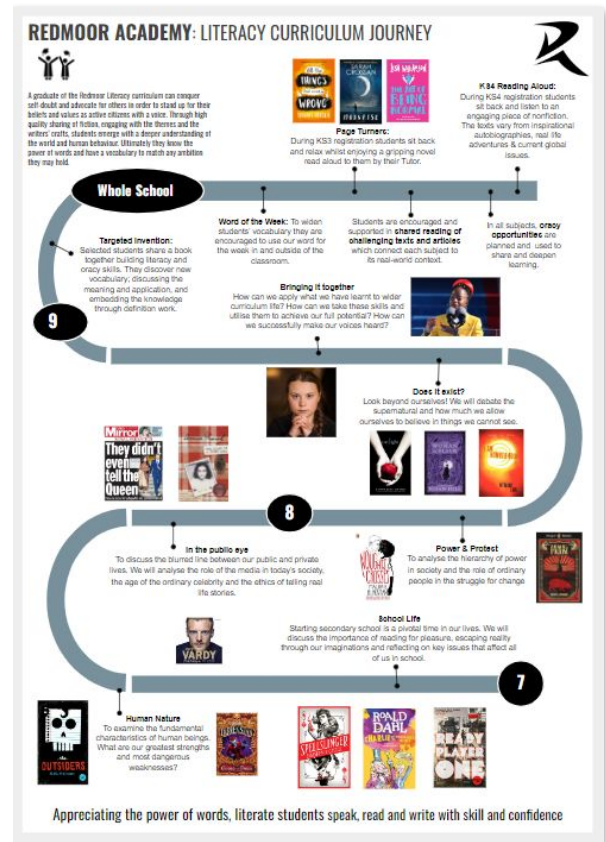 REDMOOR ACADEMY: LITERACY CURRICULUM JOURNEY
A graduate of the Redmoor Literacy curriculum can conquer
self-doubt and advocate for others in order to stand up for their
beliefs and values as active citizens with a voice. Through high
quality sharing of fiction, engaging with the themes and the
writers' crafts, students emerge with a deeper understanding of
the world and human behaviour. Ultimately they know the
power of words and have a vocabulary to match any ambition
they may hold.
THINGS
WRONG
SARAH
CROSSAN
MOONRISE
LISA WILLIAMSON
THE ART OF
BEING
NORMAL
Page Turners:
During KS3 registration students sit back
and relax whilst enjoying a gripping novel
read aloud to them by their Tutor.
KS4 Reading Aloud:
During KS4 registration students
sit back and listen to an
engaging piece of nonfiction.
The texts vary from inspirational
autobiographies, real life
adventures & current global
issues.
Whole School
Targeted Invention:
Selected students share a book
together building literacy and
oracy skills. They discover new
vocabulary; discussing the
meaning and application, and
embedding the knowledge
through definition work.
Word of the Week: To widen
students' vocabulary they are
encouraged to use our word for
the week in and outside of the
classroom.
Students are encouraged and
supported in shared reading of
challenging texts and articles
which connect each subject to
its real-world context.
In all subjects, oracy
opportunities are
planned and used to
share and deepen
learning.
9
Bringing it together
How can we apply what we have learnt to wider
curriculum life? How can we take these skills and
utilise them to achieve our full potential? How can
we successfully make our voices heard?
Does it exist?
Look beyond ourselves! We will debate the
supernatural and how much we allow
ourselves to believe in things we cannot see.
Mirror
They didn't
even
tell the
Queen
8
In the public eye
To discuss the blurred line between our public and private
lives. We will analyse the role of the media in today's society,
the age of the ordinary celebrity and the ethics of telling real
life stories.
NOUGHTS
CROSSES
Power & Protest
To analyse the hierarchy of power
in society and the role of ordinary
people in the struggle for change
VARDY
School Life
Starting secondary school is a pivotal time in our lives. We will
discuss the importance of reading for pleasure, escaping reality
through our imaginations and reflecting on key issues that affect all
of us in school.
7
THE
OUTSIDERS
Human Nature
To examine the fundamental
characteristics of human beings.
What are our greatest strengths
and most dangerous
weaknesses?
SPELLSLINGER
ROALD
DAHL
READY
PLAYER
ONE
Appreciating the power of words, literate students speak, read and write with skill and confidence